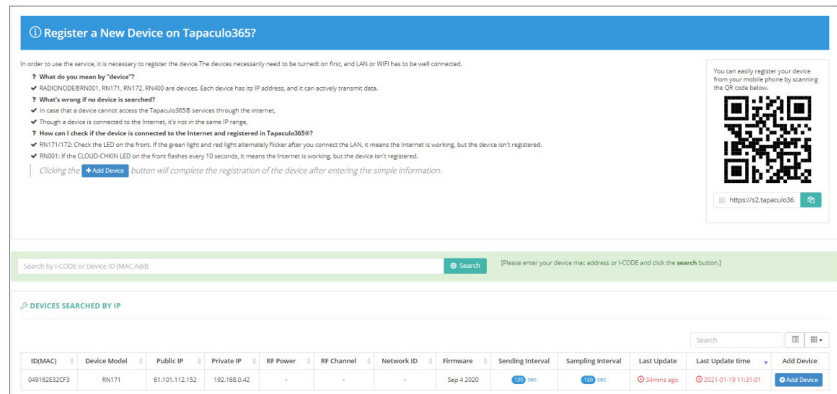 Register a New Device on Tapaculo365?
In order to use the service, it is necessary to register the device.The devices necessarily need to be turnedt on first, and LAN or WIFI has to be well connected.
? What do you mean by "device"?
✔ RADIONODE®RN001, RN171, RN172, RN400 are devices. Each device has its IP address, and it can actively transmit data.
? What's wrong if no device is searched?
✔ In case that a device cannot access the Tapaculo365® services through the internet,
✔ Though a device is connected to the Internet, it's not in the same IP range,
? How can I check if the device is connected to the Internet and registered in Tapaculo365®?
✔ RN171/172: Check the LED on the front. If the green light and red light alternately flicker after you connect the LAN, it means the Internet is working, but the device isn't registered.
✔ RN001: If the CLOUD-CHKIN LED on the front flashes every 10 seconds, it means the Internet is working, but the device isn't registered.
Clicking the +Add Device button will complete the registration of the device after entering the simple information.
You can easily register your device
from your mobile phone by scanning
the QR code below.
https://s2.tapaculo36
Search by I-CODE or Device ID (MAC Add)
Search
[Please enter your device mac address or I-CODE and click the search button.]
DEVICES SEARCHED BY IP
Search
ID(MAC) Device Model Public IP Private IP RF Power RF Channel Network ID Firmware Sending Interval Sampling Interval Last Update Last Update time Add Device
049162E32CF3 RN171 61.101.112.152 192.168.0.42 - - - Sep 4 2020 120 sec 120 sec 34mins ago 2021-01-19 11:31:01 Add Device